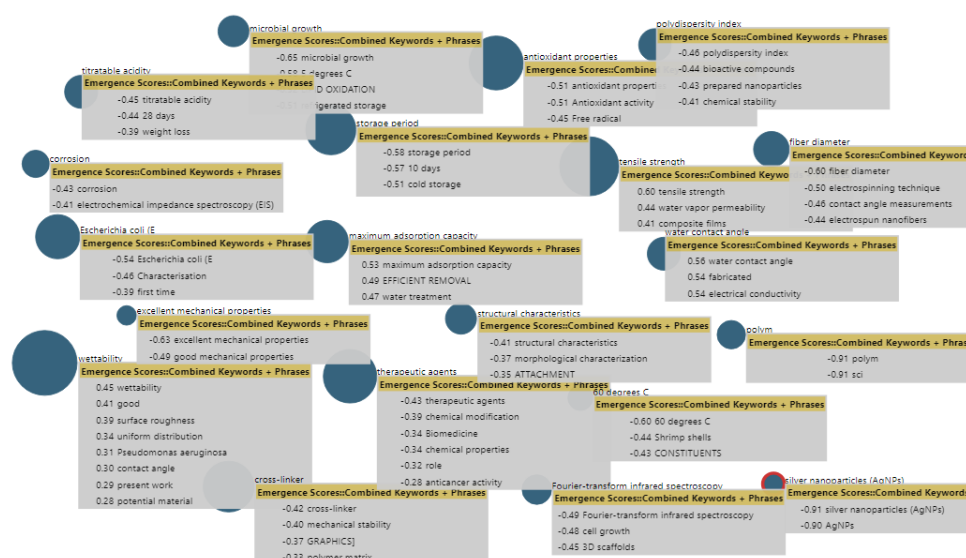 microbial growth
Emergence Scores::Combined Keywords + Phrases
-0.65 microbial growth
5 degrees C
OXIDATION
refrigerated storage
titratable acidity
Emergence Scores::Combined Keywords + Phrases
-0.45 titratable acidity
-0.44 28 days
-0.39 weight loss
antioxidant properties
Emergence Scores::Combined Key
-0.51 antioxidant propertie
-0.51 Antioxidant activity
-0.45 Free radical
polydispersity index
Emergence Scores::Combined Keywords + Phrases
-0.46 polydispersity index
-0.44 bioactive compounds
-0.43 prepared nanoparticles
-0.41 chemical stability
storage period
Emergence Scores::Combined Keywords + Phrases
-0.58 storage period
-0.57 10 days
-0.51 cold storage
corrosion
Emergence Scores::Combined Keywords + Phrases
-0.43 corrosion
-0.41 electrochemical impedance spectroscopy (EIS)
tensile strength
Emergence Scores::Combined Keywo
0.60 tensile strength
0.44 water vapor permeability
0.41 composite films
fiber diameter
Emergence Scores::Combined Keyword
-0.60 fiber diameter
-0.50 electrospinning technique
-0.46 contact angle measurements
-0.44 electrospun nanofibers
Escherichia coli (E
Emergence Scores::Combined Keywords + Phrases
-0.54 Escherichia coli (E
-0.46 Characterisation
-0.39 first time
maximum adsorption capacity
Emergence Scores::Combined Keywords + Phrases
0.53 maximum adsorption capacity
0.49 EFFICIENT REMOVAL
0.47 water treatment
water contact angle
Emergence Scores::Combined Keywords + Phrases
0.56 water contact angle
0.54 fabricated
0.54 electrical conductivity
excellent mechanical properties
Emergence Scores::Combined Keywords + Phrases
-0.63 excellent mechanical properties
-0.49 good mechanical properties
structural characteristics
Emergence Scores::Combined Keywords + Phrases
-0.41 structural characteristics
-0.37 morphological characterization
-0.35 ATTACHMENT
polym
Emergence Scores::Combined Keywords + Phras
-0.91 polym
-0.91 sci
wettability
Emergence Scores::Combined Keywords + Phrases
0.45 wettability
0.41 good
0.39 surface roughness
0.34 uniform distribution
0.31 Pseudomonas aeruginosa
0.30 contact angle
0.29 present work
0.28 potential material
therapeutic agents
Emergence Scores::Combined Keywords + Phrases
-0.43 therapeutic agents
-0.39 chemical modification
-0.34 Biomedicine
-0.34 chemical properties
-0.32 role
-0.28 anticancer activity
60 degrees C
Emergence Scores::Combined Keywords + Phrases
-0.60 60 degrees C
-0.44 Shrimp shells
-0.43 CONSTITUENTS
cross-linker
Emergence Scores::Combined Keywords + Phrases
-0.42 cross-linker
-0.40 mechanical stability
-0.37 GRAPHICS]
-0.33 polymer matrix
Fourier-transform infrared spectroscopy
Emergence Scores::Combined Keywords + Phrases
-0.49 Fourier-transform infrared spectroscopy
-0.48 cell growth
-0.45 3D scaffolds
silver nanoparticles (AgNPs)
Emergence Scores::Combined Keywords
-0.91 silver nanoparticles (AgNPs)
-0.90 AgNPs